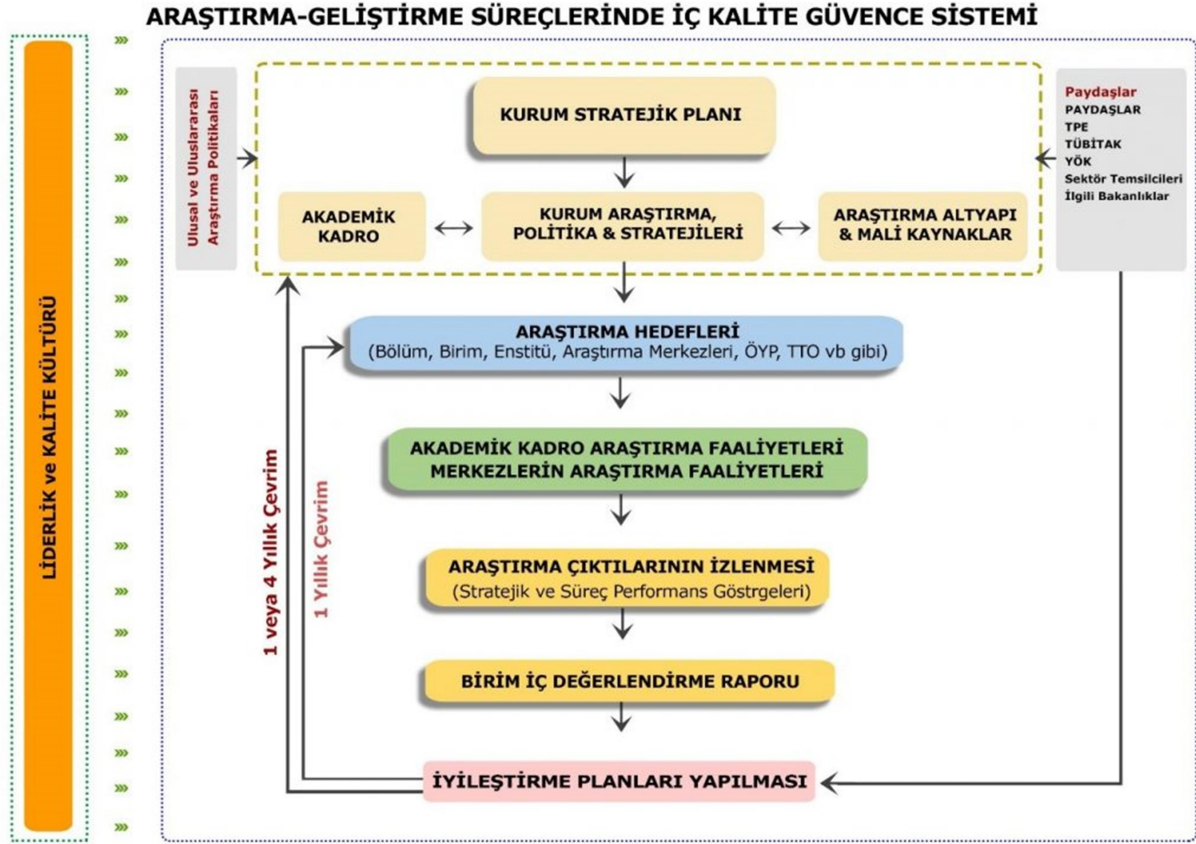 ARAŞTIRMA-GELİŞTİRME SÜREÇLERİNDE İÇ KALİTE GÜVENCE SİSTEMİ
LİDERLİK ve KALİTE KÜLTÜRÜ
Ulusal ve Uluslararası
Araştırma Politikaları
KURUM STRATEJİK PLANI
Paydaşlar
PAYDAŞLAR
TPE
TÜBİTAK
YÖK
Sektör Temsilcileri
İlgili Bakanlıklar
AKADEMİK
KADRO
KURUM ARAŞTIRMA,
POLİTİKA & STRATEJİLERİ
ARAŞTIRMA ALTYAPI
& MALİ KAYNAKLAR
ARAŞTIRMA HEDEFLERİ
(Bölüm, Birim, Enstitü, Araştırma Merkezleri, ÖYP, TTO vb gibi)
AKADEMİK KADRO ARAŞTIRMA FAALİYETLERİ
MERKEZLERİN ARAŞTIRMA FAALİYETLERİ
1 veya 4 Yıllık Çevrim
1 Yıllık Çevrim
ARAŞTIRMA ÇIKTILARININ İZLENMESİ
(Stratejik ve Süreç Performans Göstrgeleri)
BİRİM İÇ DEĞERLENDİRME RAPORU
İYİLEŞTİRME PLANLARI YAPILMASI